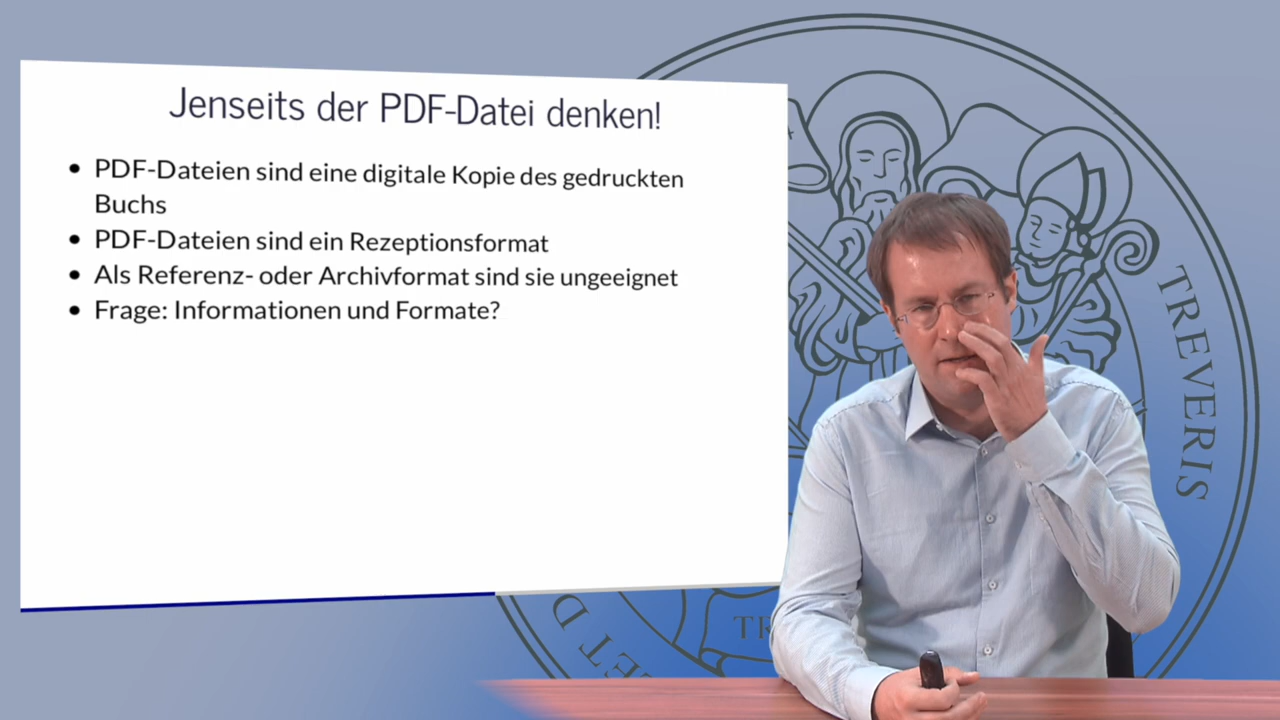 Jenseits der PDF-Datei denken!
PDF-Dateien sind eine digitale Kopie des gedruckten
Buchs
PDF-Dateien sind ein Rezeptionsformat
Als Referenz- oder Archivformat sind sie ungeeignet
Frage: Informationen und Formate?
TREVERIS
ET D